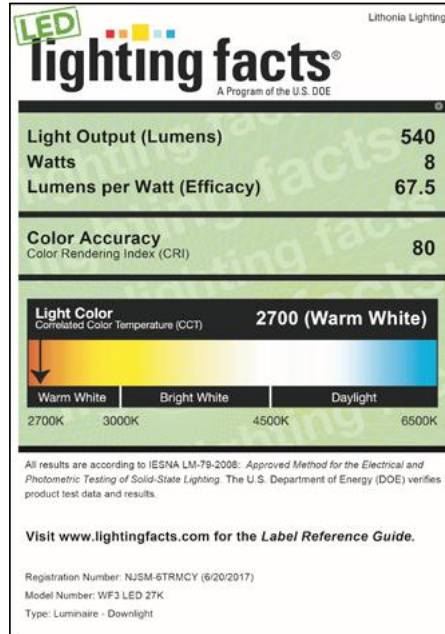 Lithonia Lighting
LED
lighting facts®
A Program of the U.S. DOE
Light Output (Lumens) 540
Watts 8
Lumens per Watt (Efficacy) 67.5
Color Accuracy
Color Rendering Index (CRI) 80
Light Color
Correlated Color Temperature (CCT) 2700 (Warm White)
Warm White Bright White Daylight
2700K 3000K 4500K 6500K
All results are according to IESNA LM-79-2008: Approved Method for the Electrical and
Photometric Testing of Solid-State Lighting. The U.S. Department of Energy (DOE) verifies
product test data and results.
Visit www.lightingfacts.com for the Label Reference Guide.
Registration Number: NJSM-6TRMCY (6/20/2017)
Model Number: WF3 LED 27K
Type: Luminaire - Downlight